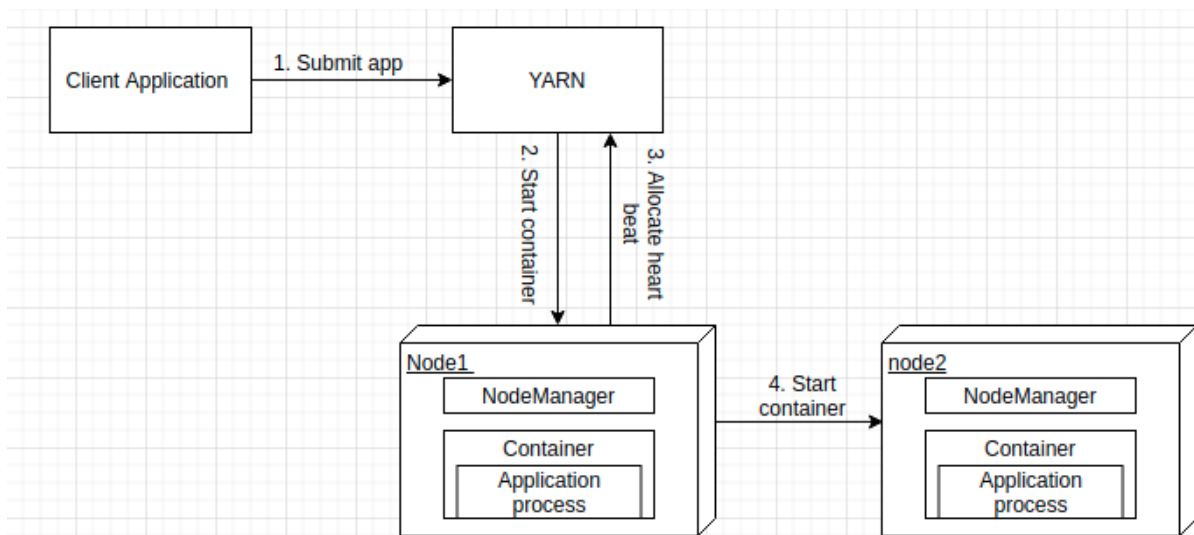 Client Application
1. Submit app
YARN
2. Start container
3. Allocate heart
beat
Node1
NodeManager
Container
Application
process
4. Start
container
node2
NodeManager
Container
Application
process